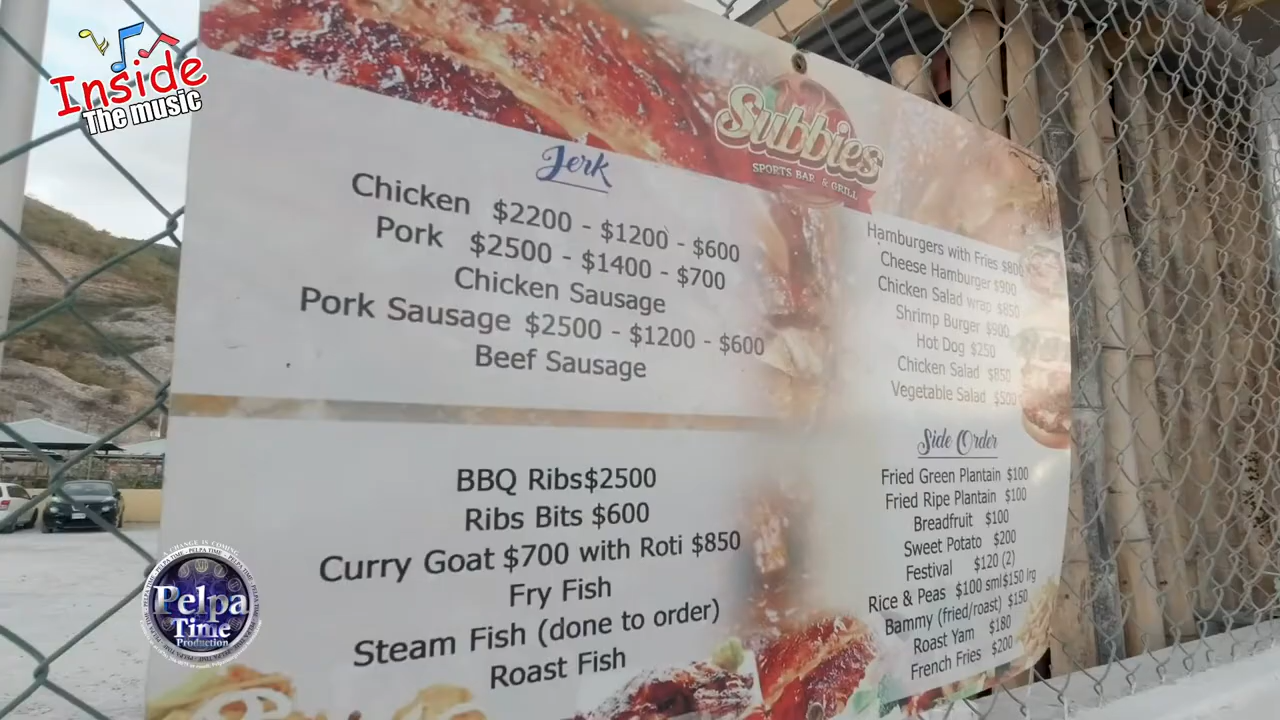 Inside
The music
Subbies
SPORTS BAR & GRILL
Jerk
Chicken $2200 - $1200 - $600
Pork $2500 - $1400 - $700
Chicken Sausage
Pork Sausage $2500 - $1200 - $600
Beef Sausage
BBQ Ribs$2500
Ribs Bits $600
Curry Goat $700 with Roti $850
Fry Fish
Steam Fish (done to order)
Roast Fish
Hamburgers with Fries $800
Cheese Hamburger $900
Chicken Salad wrap $850
Shrimp Burger $900
Hot Dog $250
Chicken Salad $850
Vegetable Salad $500
Side Order
Fried Green Plantain $100
Fried Ripe Plantain $100
Breadfruit $100
Sweet Potato $200
Festival $120 (2)
Rice & Peas $100 sml $150 lrg
Bammy (fried/roast) $150
Roast Yam $180
French Fries $200
A CHANGE IS COMING
Pelpa
Time
Production